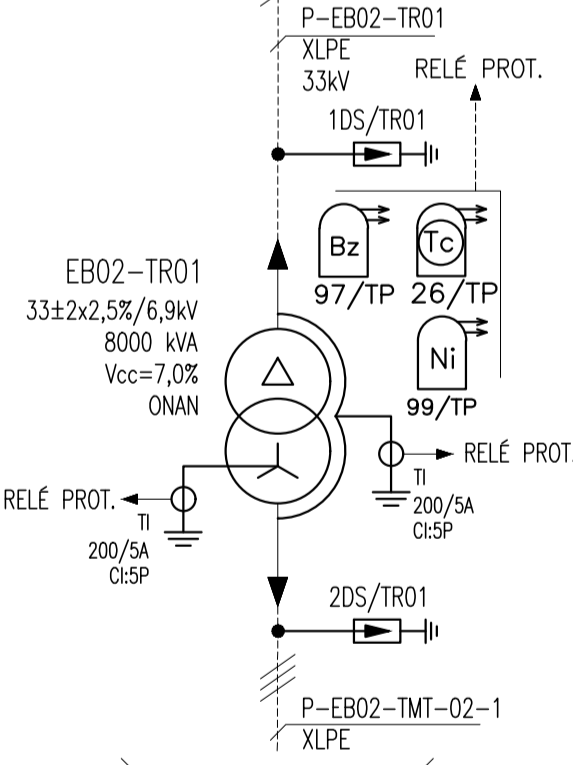 P-EB02-TR01
XLPE
33kV
RELÉ PROT.
1DS/TR01
Bz
Tc
97/TP
26/TP
Ni
99/TP
EB02-TR01
33±2x2,5%/6,9kV
8000 kVA
Vcc=7,0%
ONAN
RELÉ PROT.
TI
200/5A
Cl:5P
RELÉ PROT.
TI
200/5A
Cl:5P
2DS/TR01
P-EB02-TMT-02-1
XLPE